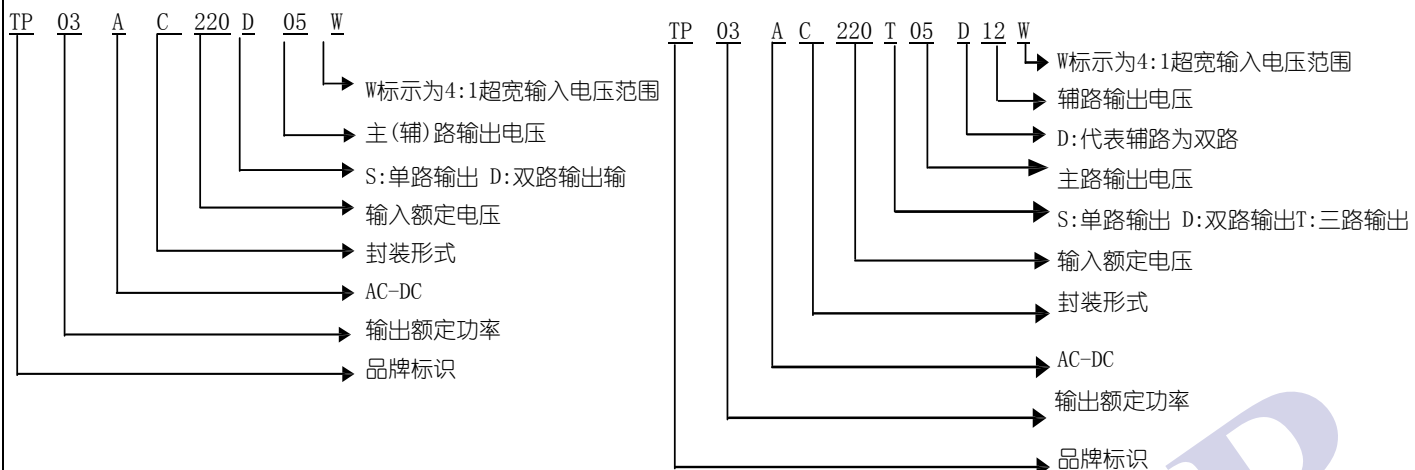 TP 03 A C 220 D 05 W
W标示为4:1超宽输入电压范围
主(辅)路输出电压
S:单路输出 D:双路输出输
输入额定电压
封装形式
AC-DC
输出额定功率
品牌标识
TP 03 A C 220 T 05 D 12 W
W标示为4:1超宽输入电压范围
辅路输出电压
D:代表辅路为双路
主路输出电压
S:单路输出 D:双路输出T:三路输出
输入额定电压
封装形式
AC-DC
输出额定功率
品牌标识